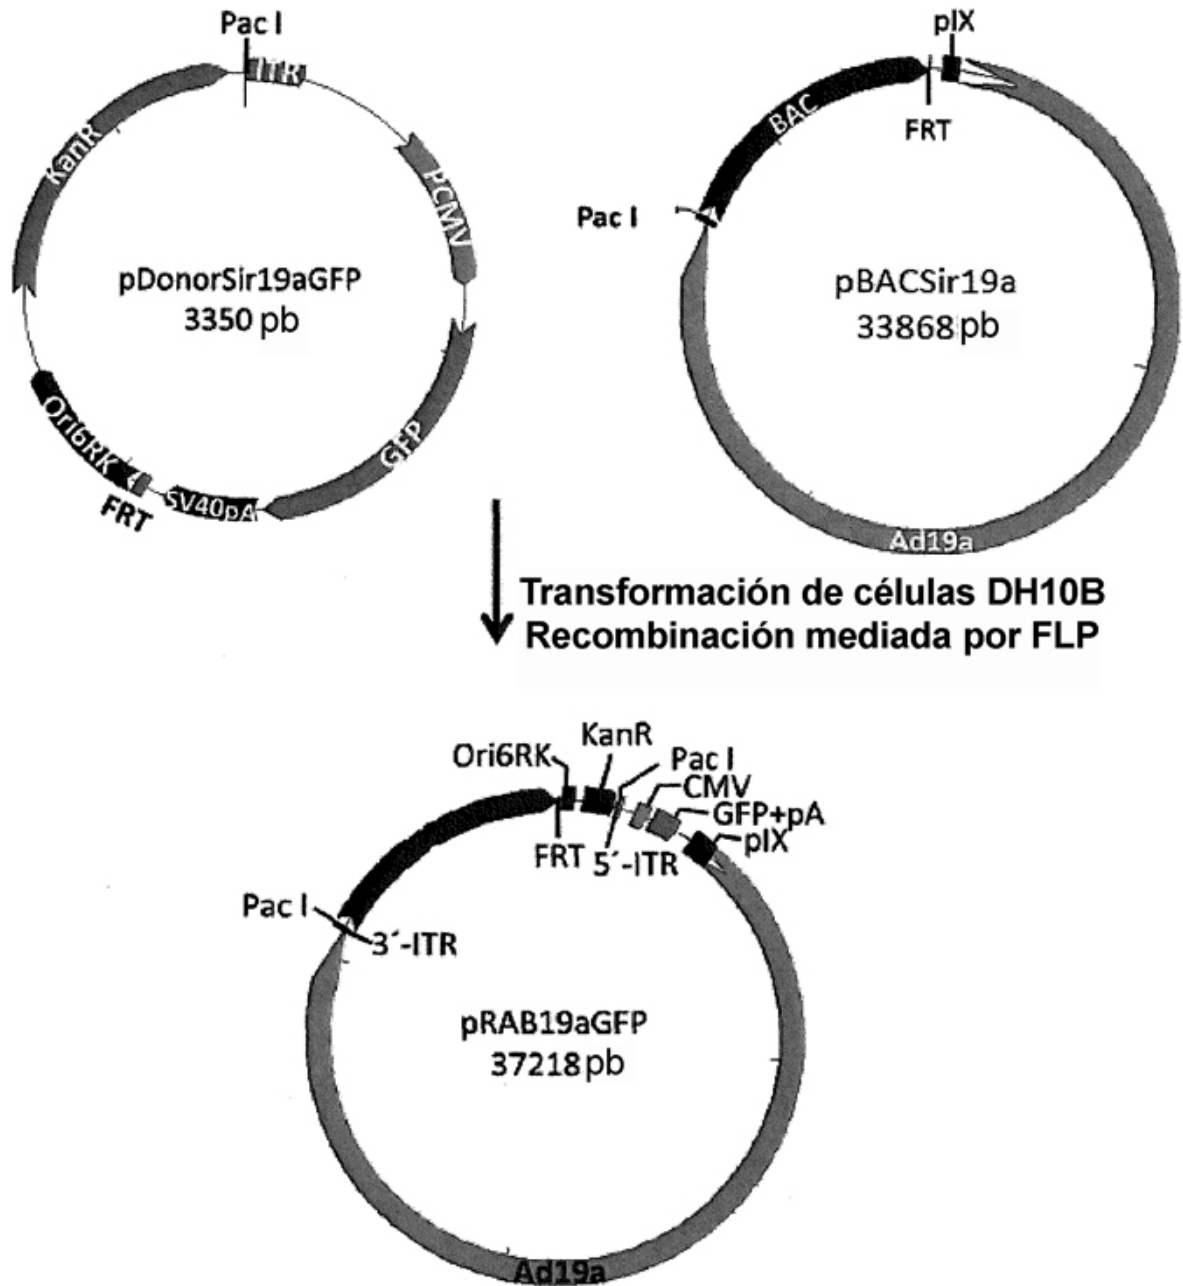 Pac I
ITR
KanR
PCMV
pDonorSir19aGFP
3350 pb
Ori6RK
GFP
FRT
SV40pA
pIX
BAC
FRT
Pac I
pBACSir19a
33868 pb
Ad19a
Transformación de células DH10B
Recombinación mediada por FLP
KanR
Ori6RK
Pac I
CMV
GFP+pA
pIX
FRT
5´-ITR
Pac I
3´-ITR
pRAB19aGFP
37218 pb
Ad19a